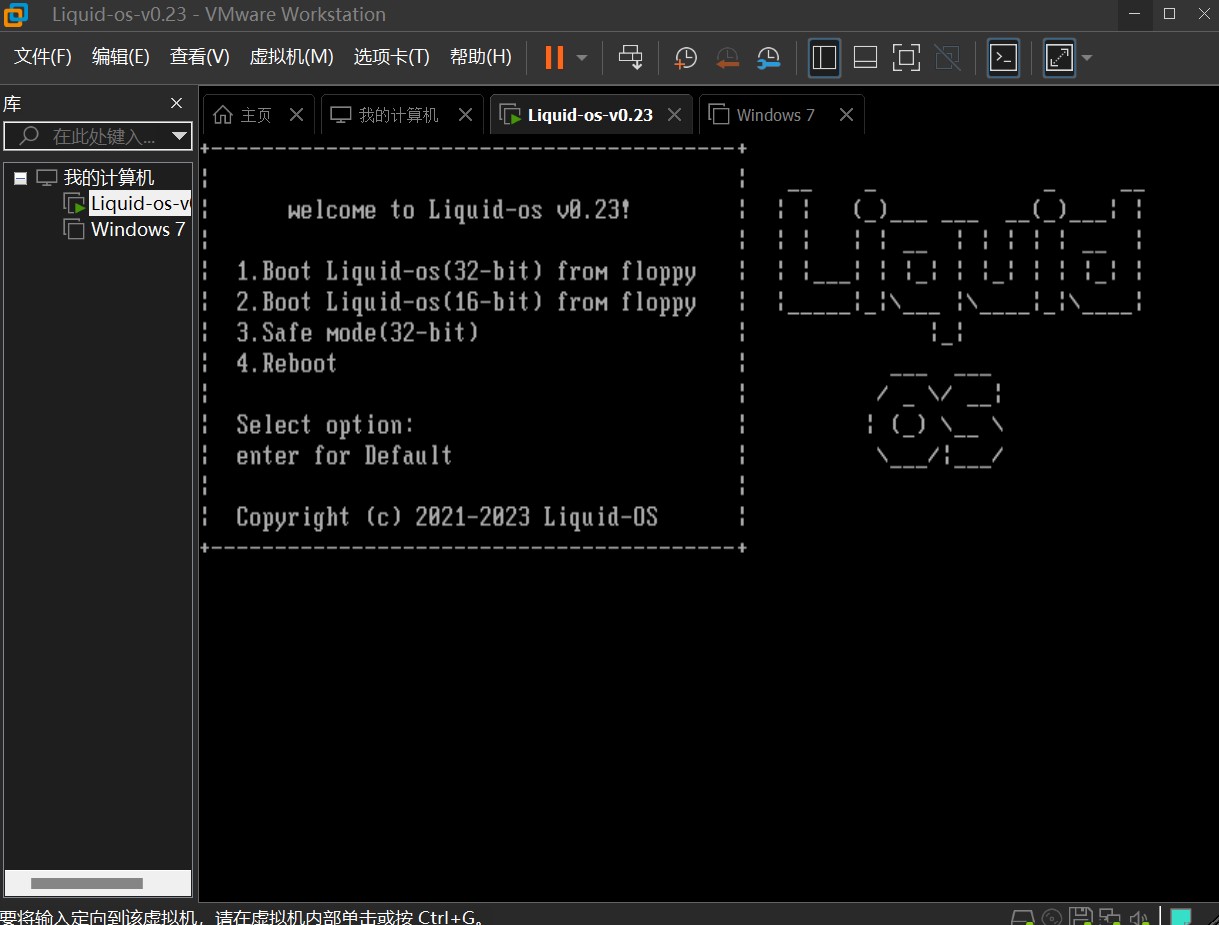 Liquid-os-v0.23 - VMware Workstation
文件(F) 编辑(E) 查看(V) 虚拟机(M) 选项卡(T) 帮助(H)
库
主页 我的计算机 Liquid-os-v0.23 Windows 7
在此处键入...
我的计算机
Liquid-os-v
Windows 7
welcome to Liquid-os v0.23!
1.Boot Liquid-os(32-bit) from floppy
2.Boot Liquid-os(16-bit) from floppy
3.Safe mode(32-bit)
4.Reboot
Select option:
enter for Default
Copyright (c) 2021-2023 Liquid-OS
Liquid
OS
要将输入定向到该虚拟机，请在虚拟机内部单击或按 Ctrl+G。